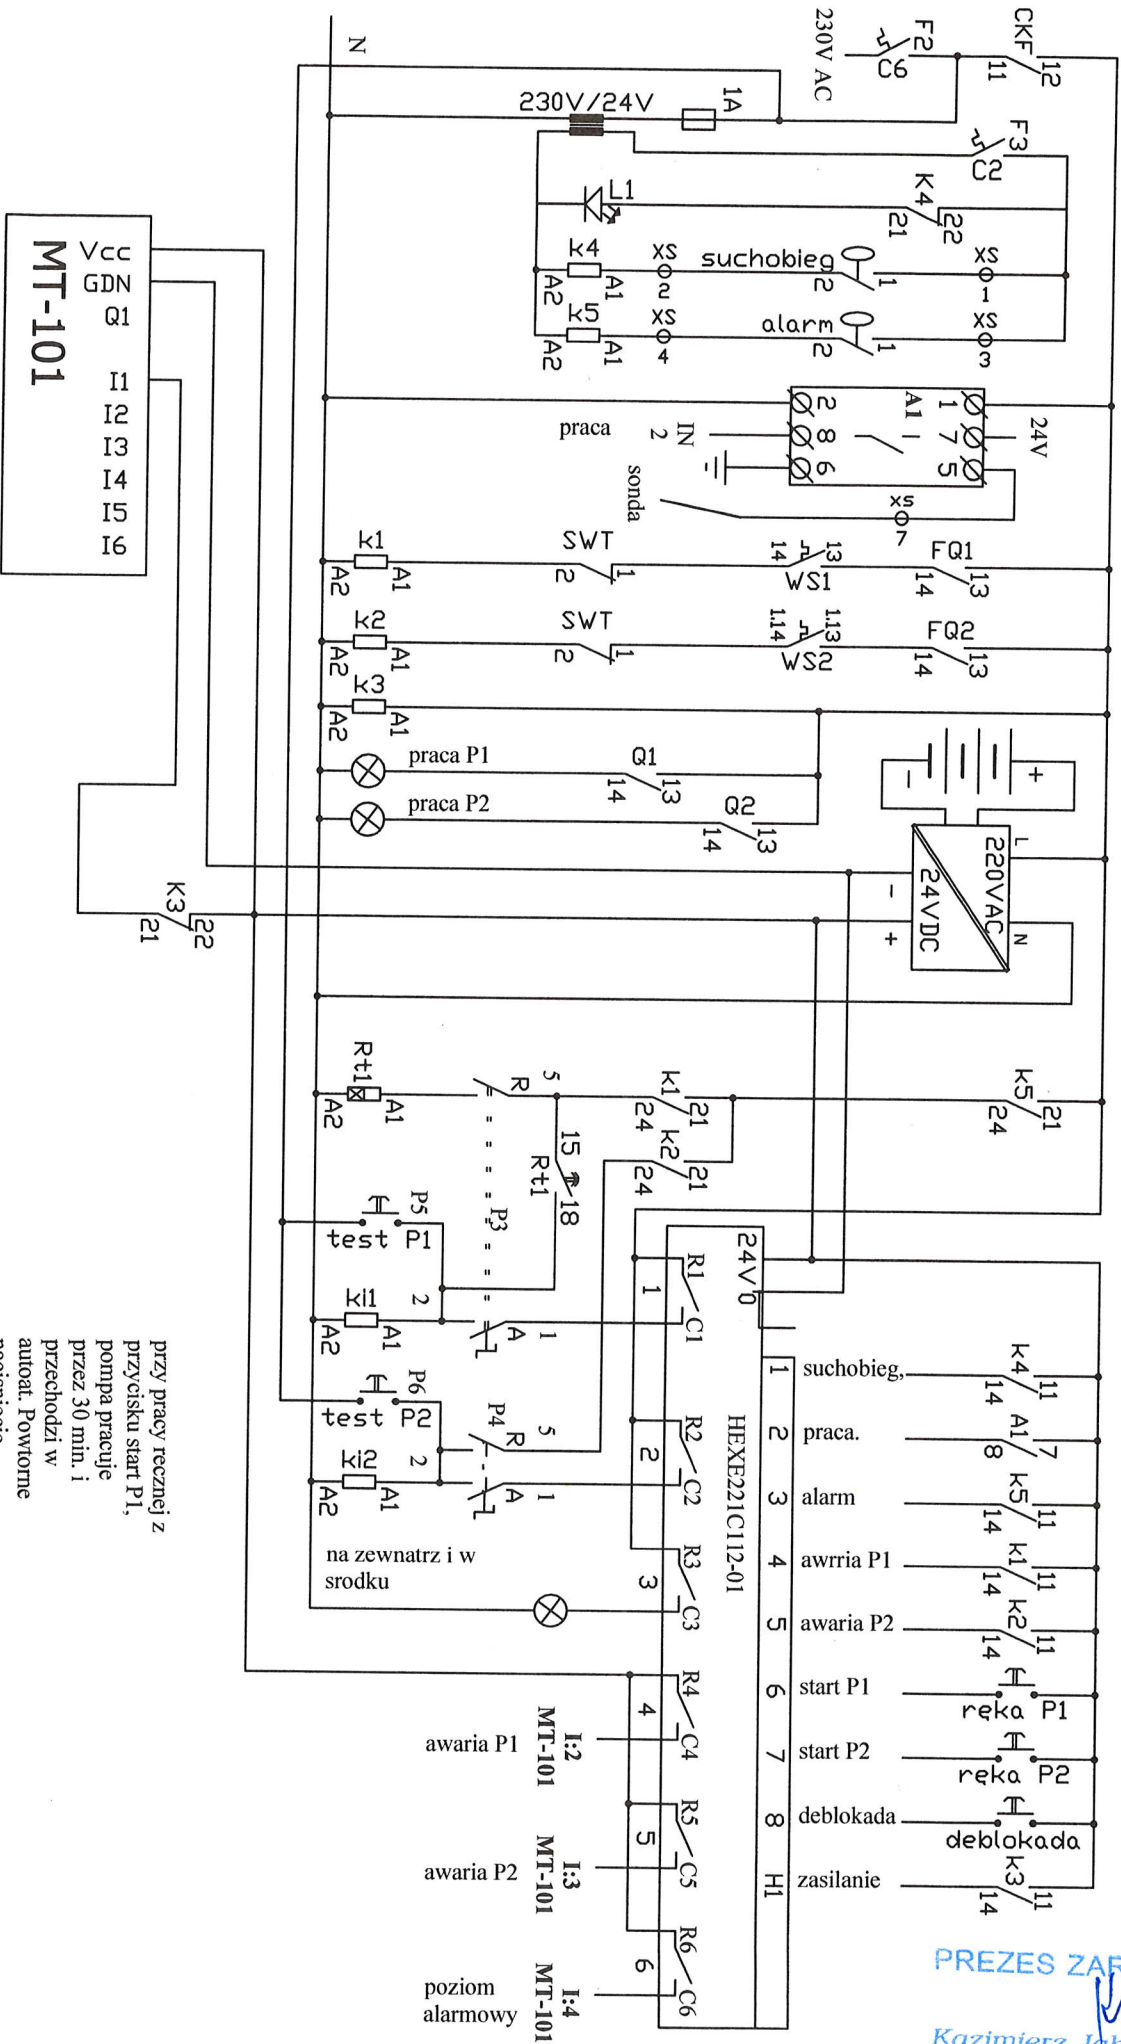 N
230V AC
F2
C6
CKF
11
12
230V/24V
1A
F3
C2
L1
K4
21
22
k4
A2
A1
XS
2
suchobieg
2
1
XS
1
k5
A2
A1
XS
4
alarm
2
1
XS
3
praca
IN
2
2
8
6
A1
1
7
5
24V
sonda
XS
7
k1
A2
A1
SWT
2
1
14
13
WS1
FQ1
14
13
k2
A2
A1
SWT
2
1
1.14
1.13
WS2
FQ2
14
13
k3
A2
A1
praca P1
Q1
14
13
praca P2
Q2
14
13
-
+
L
220VAC
24VDC
N
-
+
MT-101
Vcc
GDN
Q1
I1
I2
I3
I4
I5
I6
K3
21
22
Rt1
A2
A1
R
5
k1
24
21
k5
24
21
15
18
Rt1
k2
24
21
P3
P5
test P1
2
ki1
A2
A1
A
1
P6
test P2
2
ki2
A2
A1
P4
R
5
A
1
na zewnatrz i w
srodku
24V 0
HEXE221C112-01
R1
1
C1
R2
2
C2
R3
3
C3
R4
4
C4
R5
5
C5
R6
6
C6
1
suchobieg,
k4
14
11
2
praca.
A1
8
7
3
alarm
k5
14
11
4
awrria P1
k1
14
11
5
awaria P2
k2
14
11
6
start P1
ręka P1
7
start P2
ręka P2
8
deblokada
deblokada
H1
zasilanie
k3
14
11
awaria P1
I:2
MT-101
awaria P2
I:3
MT-101
poziom
alarmowy
I:4
MT-101
przy pracy recznej z
przycisku start P1,
pompa pracuje
przez 30 min. i
przechodzi w
autoat. Powtorne
PREZES
Kazimierz